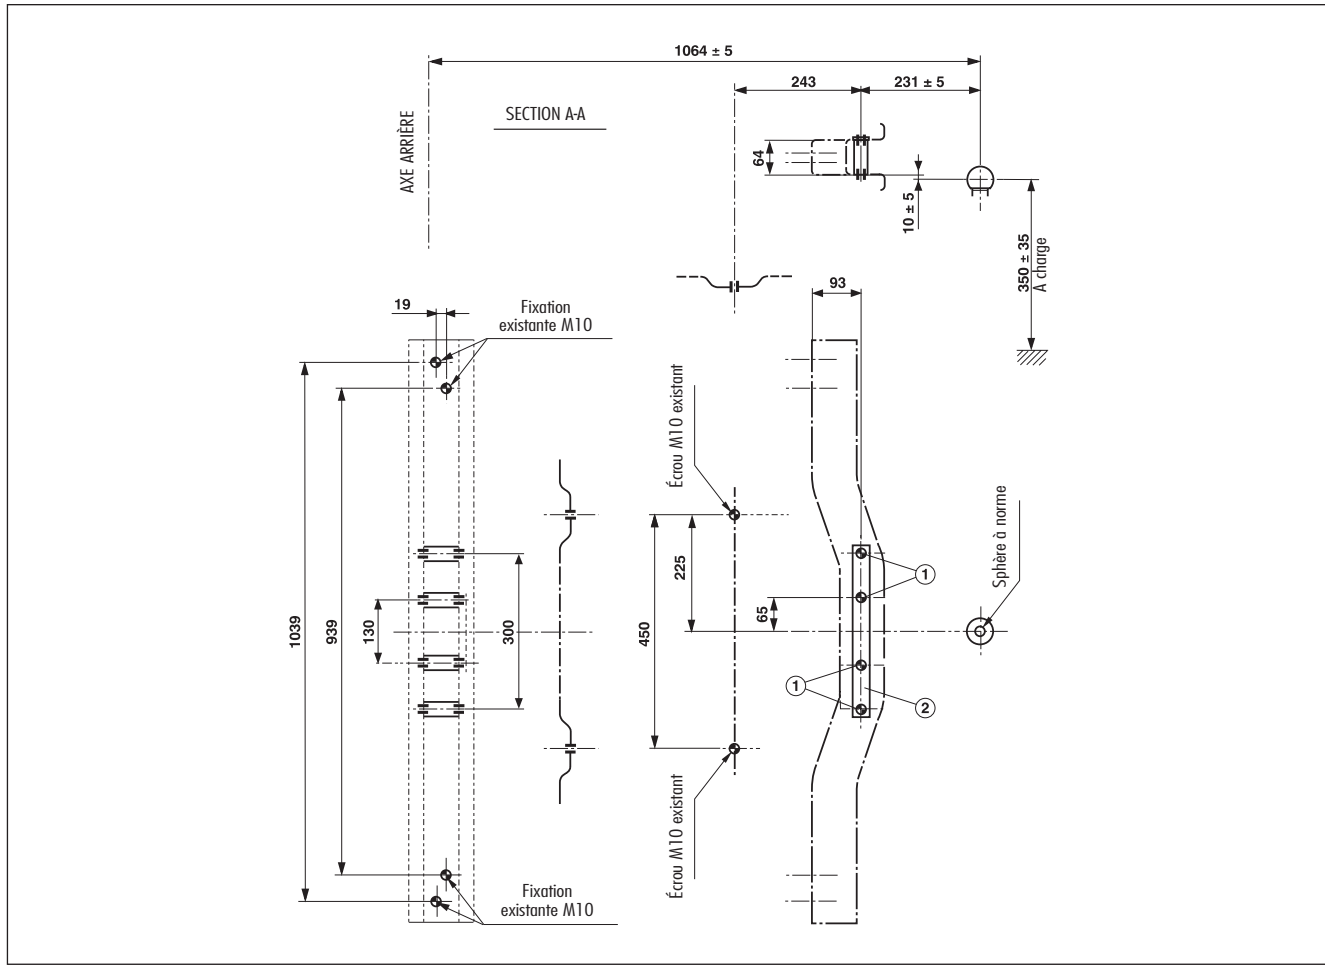 1064 ± 5
243
231 ± 5
SECTION A-A
AXE ARRIÈRE
64
10 ± 5
350 ± 35
A charge
93
19
Fixation
existante M10
Écrou M10 existant
Sphère à norme
1
225
65
1039
939
130
300
450
1
2
Écrou M10 existant
Fixation
existante M10